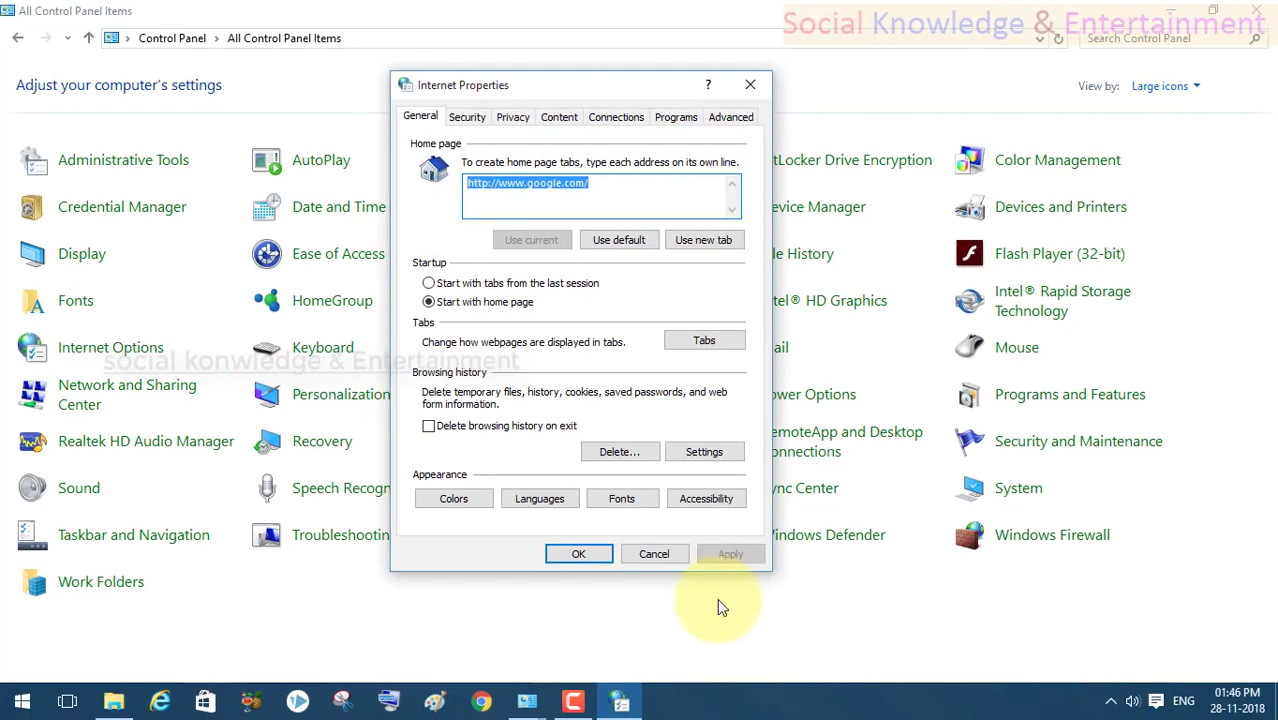 All Control Panel Items
Social Knowledge & Entertainment
Control Panel
All Control Panel Items
Search Control Panel
Adjust your computer's settings
View by:
Large icons
Administrative Tools
AutoPlay
tLocker Drive Encryption
Color Management
Credential Manager
Date and Time
evice Manager
Devices and Printers
Display
Ease of Access
le History
Flash Player (32-bit)
Fonts
HomeGroup
tel® HD Graphics
Intel® Rapid Storage
Technology
Internet Options
Keyboard
ail
Mouse
social konwledge & Entertainment
Network and Sharing
Center
Personalization
ower Options
Programs and Features
Realtek HD Audio Manager
Recovery
emoteApp and Desktop
onnections
Security and Maintenance
Sound
Speech Recogn
ync Center
System
Taskbar and Navigation
Troubleshootin
indows Defender
Windows Firewall
Work Folders
Internet Properties
?
General
Security
Privacy
Content
Connections
Programs
Advanced
Home page
To create home page tabs, type each address on its own line.
http://www.google.com/
Use current
Use default
Use new tab
Startup
Start with tabs from the last session
Start with home page
Tabs
Change how webpages are displayed in tabs.
Tabs
Browsing history
Delete temporary files, history, cookies, saved passwords, and web
form information.
Delete browsing history on exit
Delete...
Settings
Appearance
Colors
Languages
Fonts
Accessibility
OK
Cancel
Apply
ENG
01:46 PM
28-11-2018